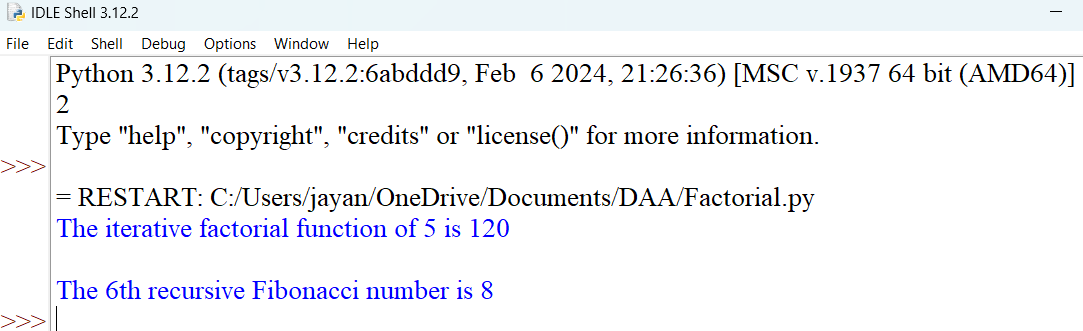 IDLE Shell 3.12.2
File Edit Shell Debug Options Window Help
Python 3.12.2 (tags/v3.12.2:6abddd9, Feb  6 2024, 21:26:36) [MSC v.1937 64 bit (AMD64)]
2
Type "help", "copyright", "credits" or "license()" for more information.
>>>
= RESTART: C:/Users/jayan/OneDrive/Documents/DAA/Factorial.py
The iterative factorial function of 5 is 120
The 6th recursive Fibonacci number is 8
>>>